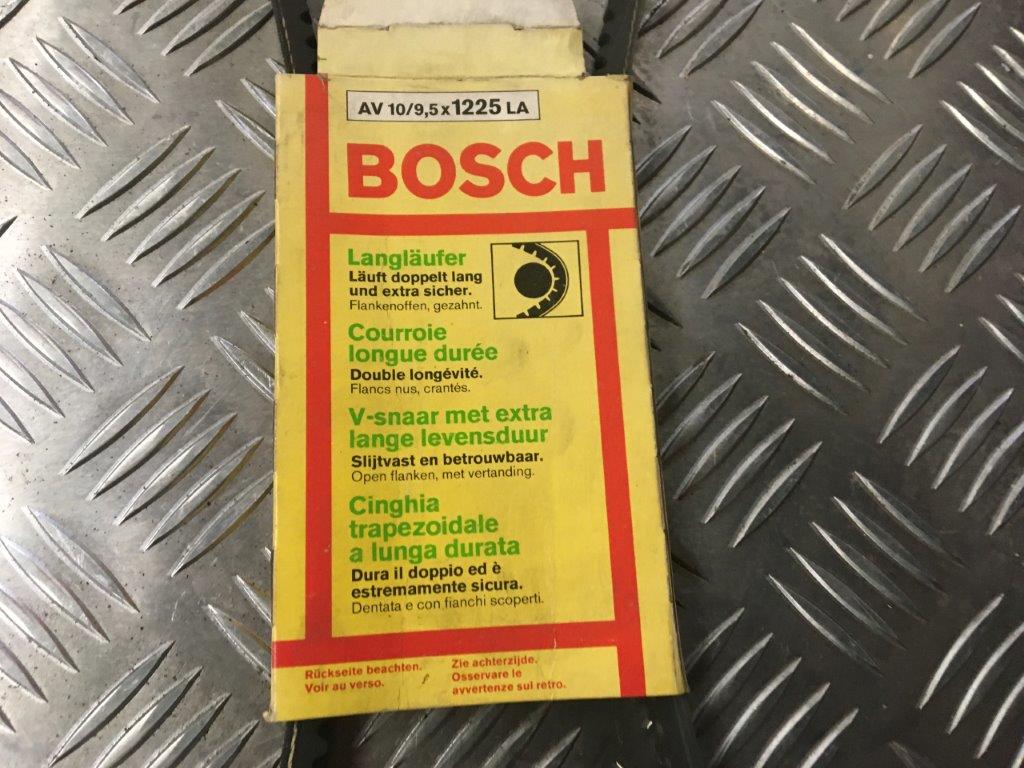 AV 10/9,5 x 1225 LA
BOSCH
Langläufer
Läuft doppelt lang
und extra sicher.
Flankenoffen, gezahnt.
Courroie
longue durée
Double longévité.
Flancs nus, crantés.
V-snaar met extra
lange levensduur
Slijtvast en betrouwbaar.
Open flanken, met vertanding.
Cinghia
trapezoidale
a lunga durata
Dura il doppio ed è
estremamente sicura.
Dentata e con fianchi scoperti.
Rückseite beachten.
Voir au verso.
Zie achterzijde.
Osservare le
avvertenze sul retro.